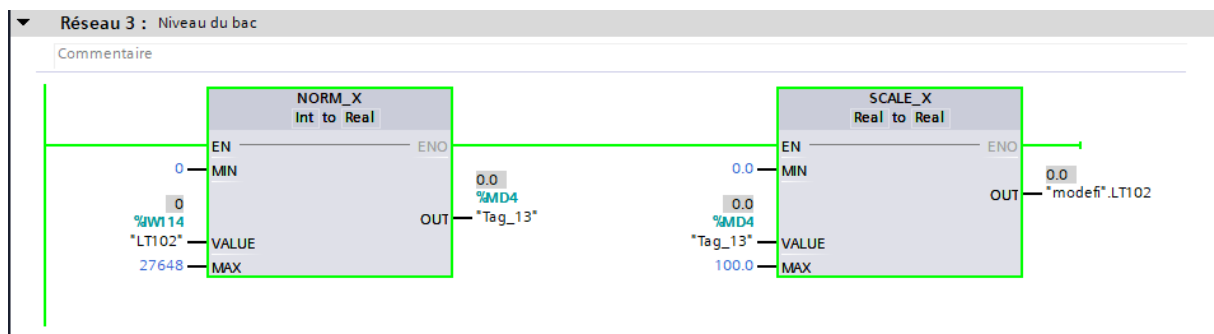 Réseau 3 : Niveau du bac
Commentaire
NORM_X
Int to Real
EN ENO
0 MIN
0
%IW114
"LT102" VALUE
27648 MAX
0.0
%MD4
OUT "Tag_13"
SCALE_X
Real to Real
EN ENO
0.0 MIN
0.0
%MD4
"Tag_13" VALUE
100.0 MAX
0.0
OUT "modefi".LT102